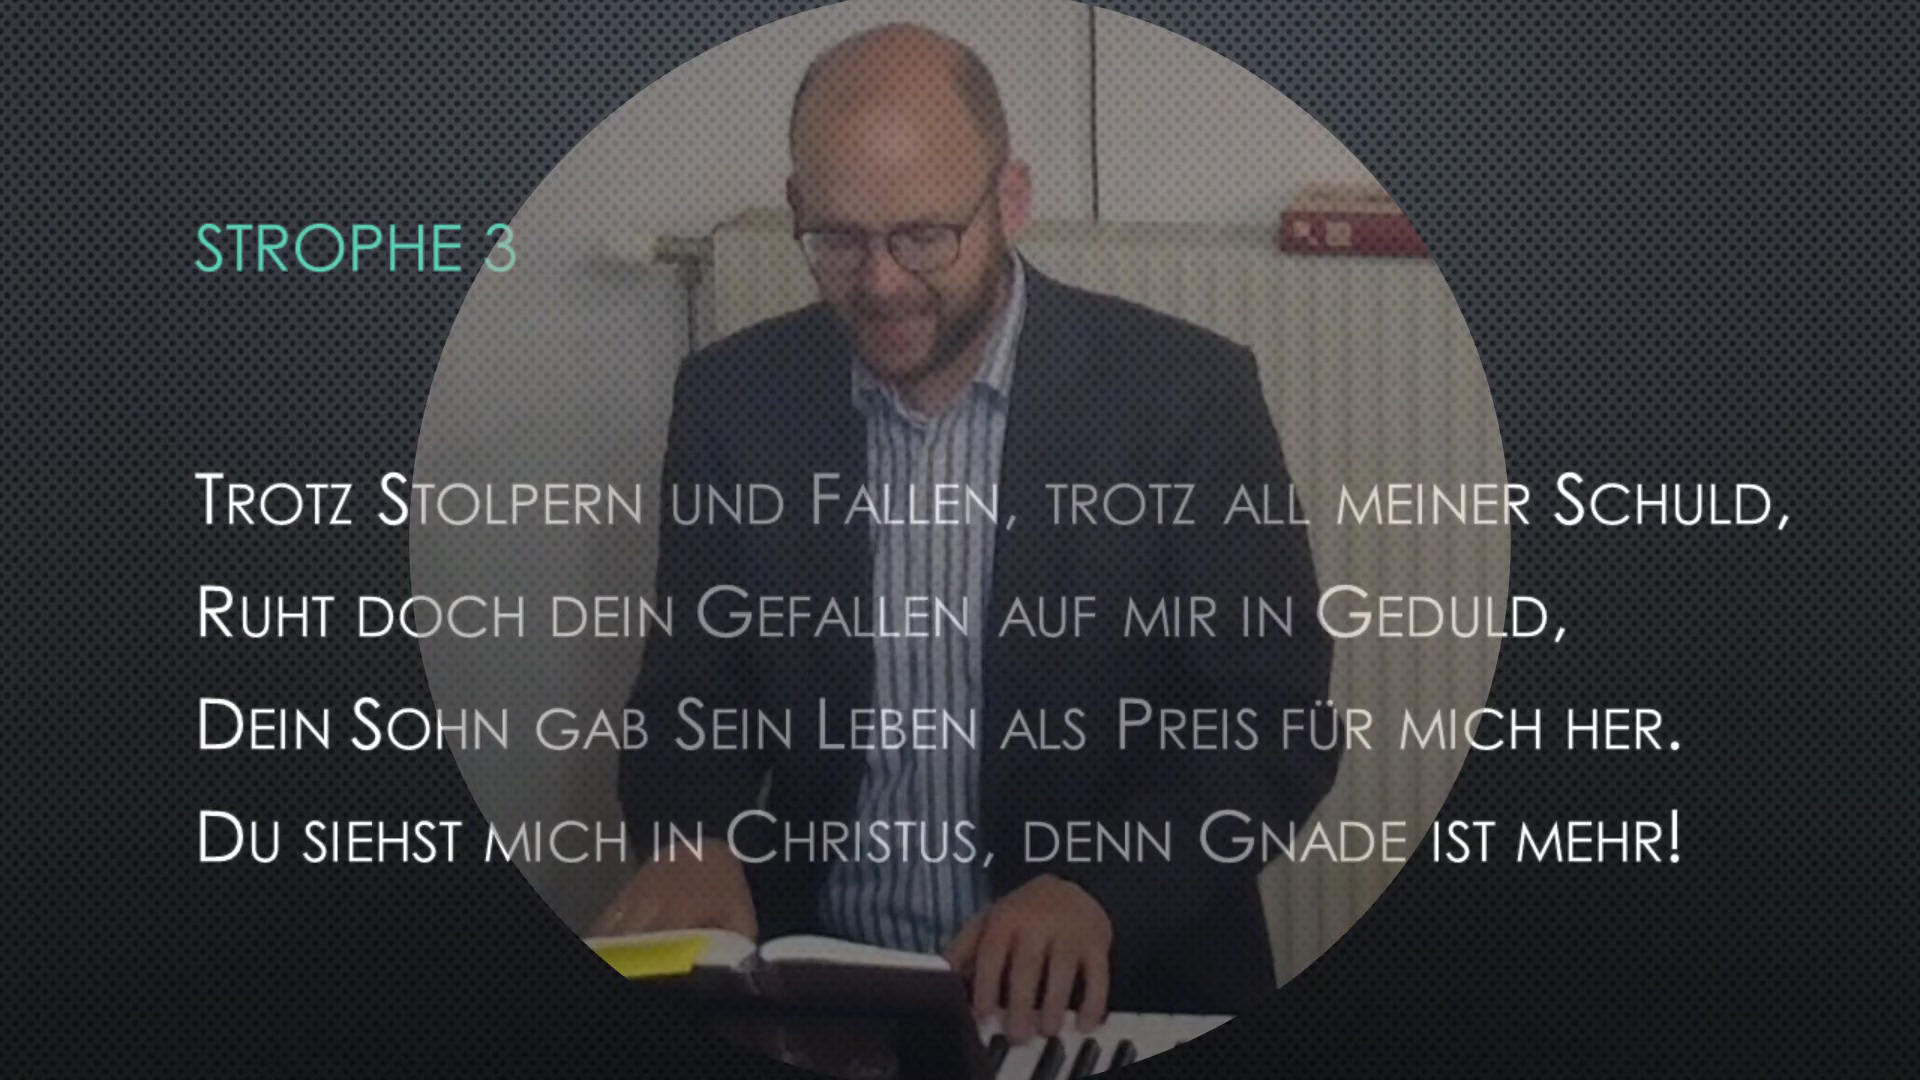 STROPHE 3
TROTZ STOLPERN UND FALLEN, TROTZ ALL MEINER SCHULD,
RUHT DOCH DEIN GEFALLEN AUF MIR IN GEDULD,
DEIN SOHN GAB SEIN LEBEN ALS PREIS FÜR MICH HER.
DU SIEHST MICH IN CHRISTUS, DENN GNADE IST MEHR!